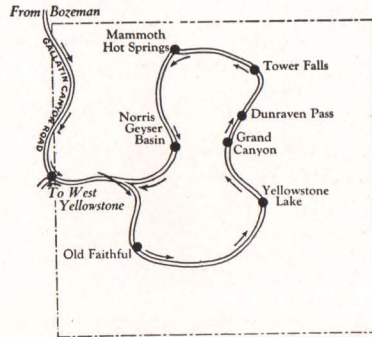 From Bozeman
GALLATIN CANYON ROAD
Mammoth
Hot Springs
Tower Falls
Dunraven Pass
Norris
Geyser
Basin
Grand
Canyon
To West
Yellowstone
Yellowstone
Lake
Old Faithful